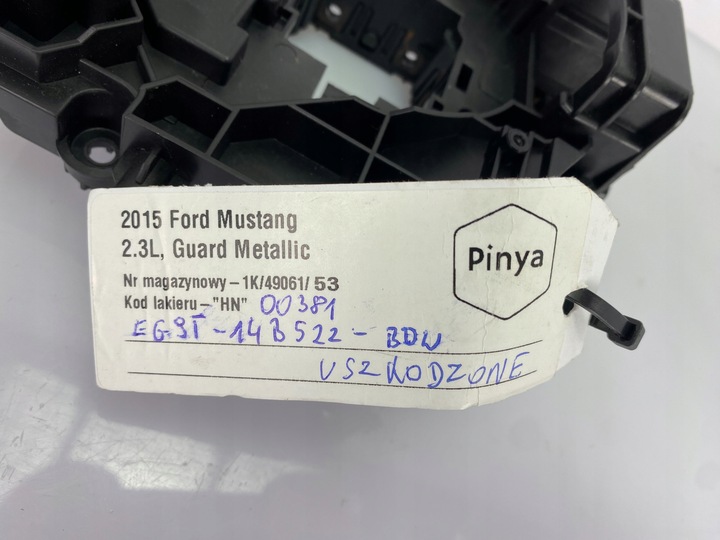 2015 Ford Mustang
2.3L, Guard Metallic
Nr magazynowy – 1K/49061/ 53
Kod lakieru – "HN" 00381
EG9T-14B522-BDW
USZKODZONE
Pinya